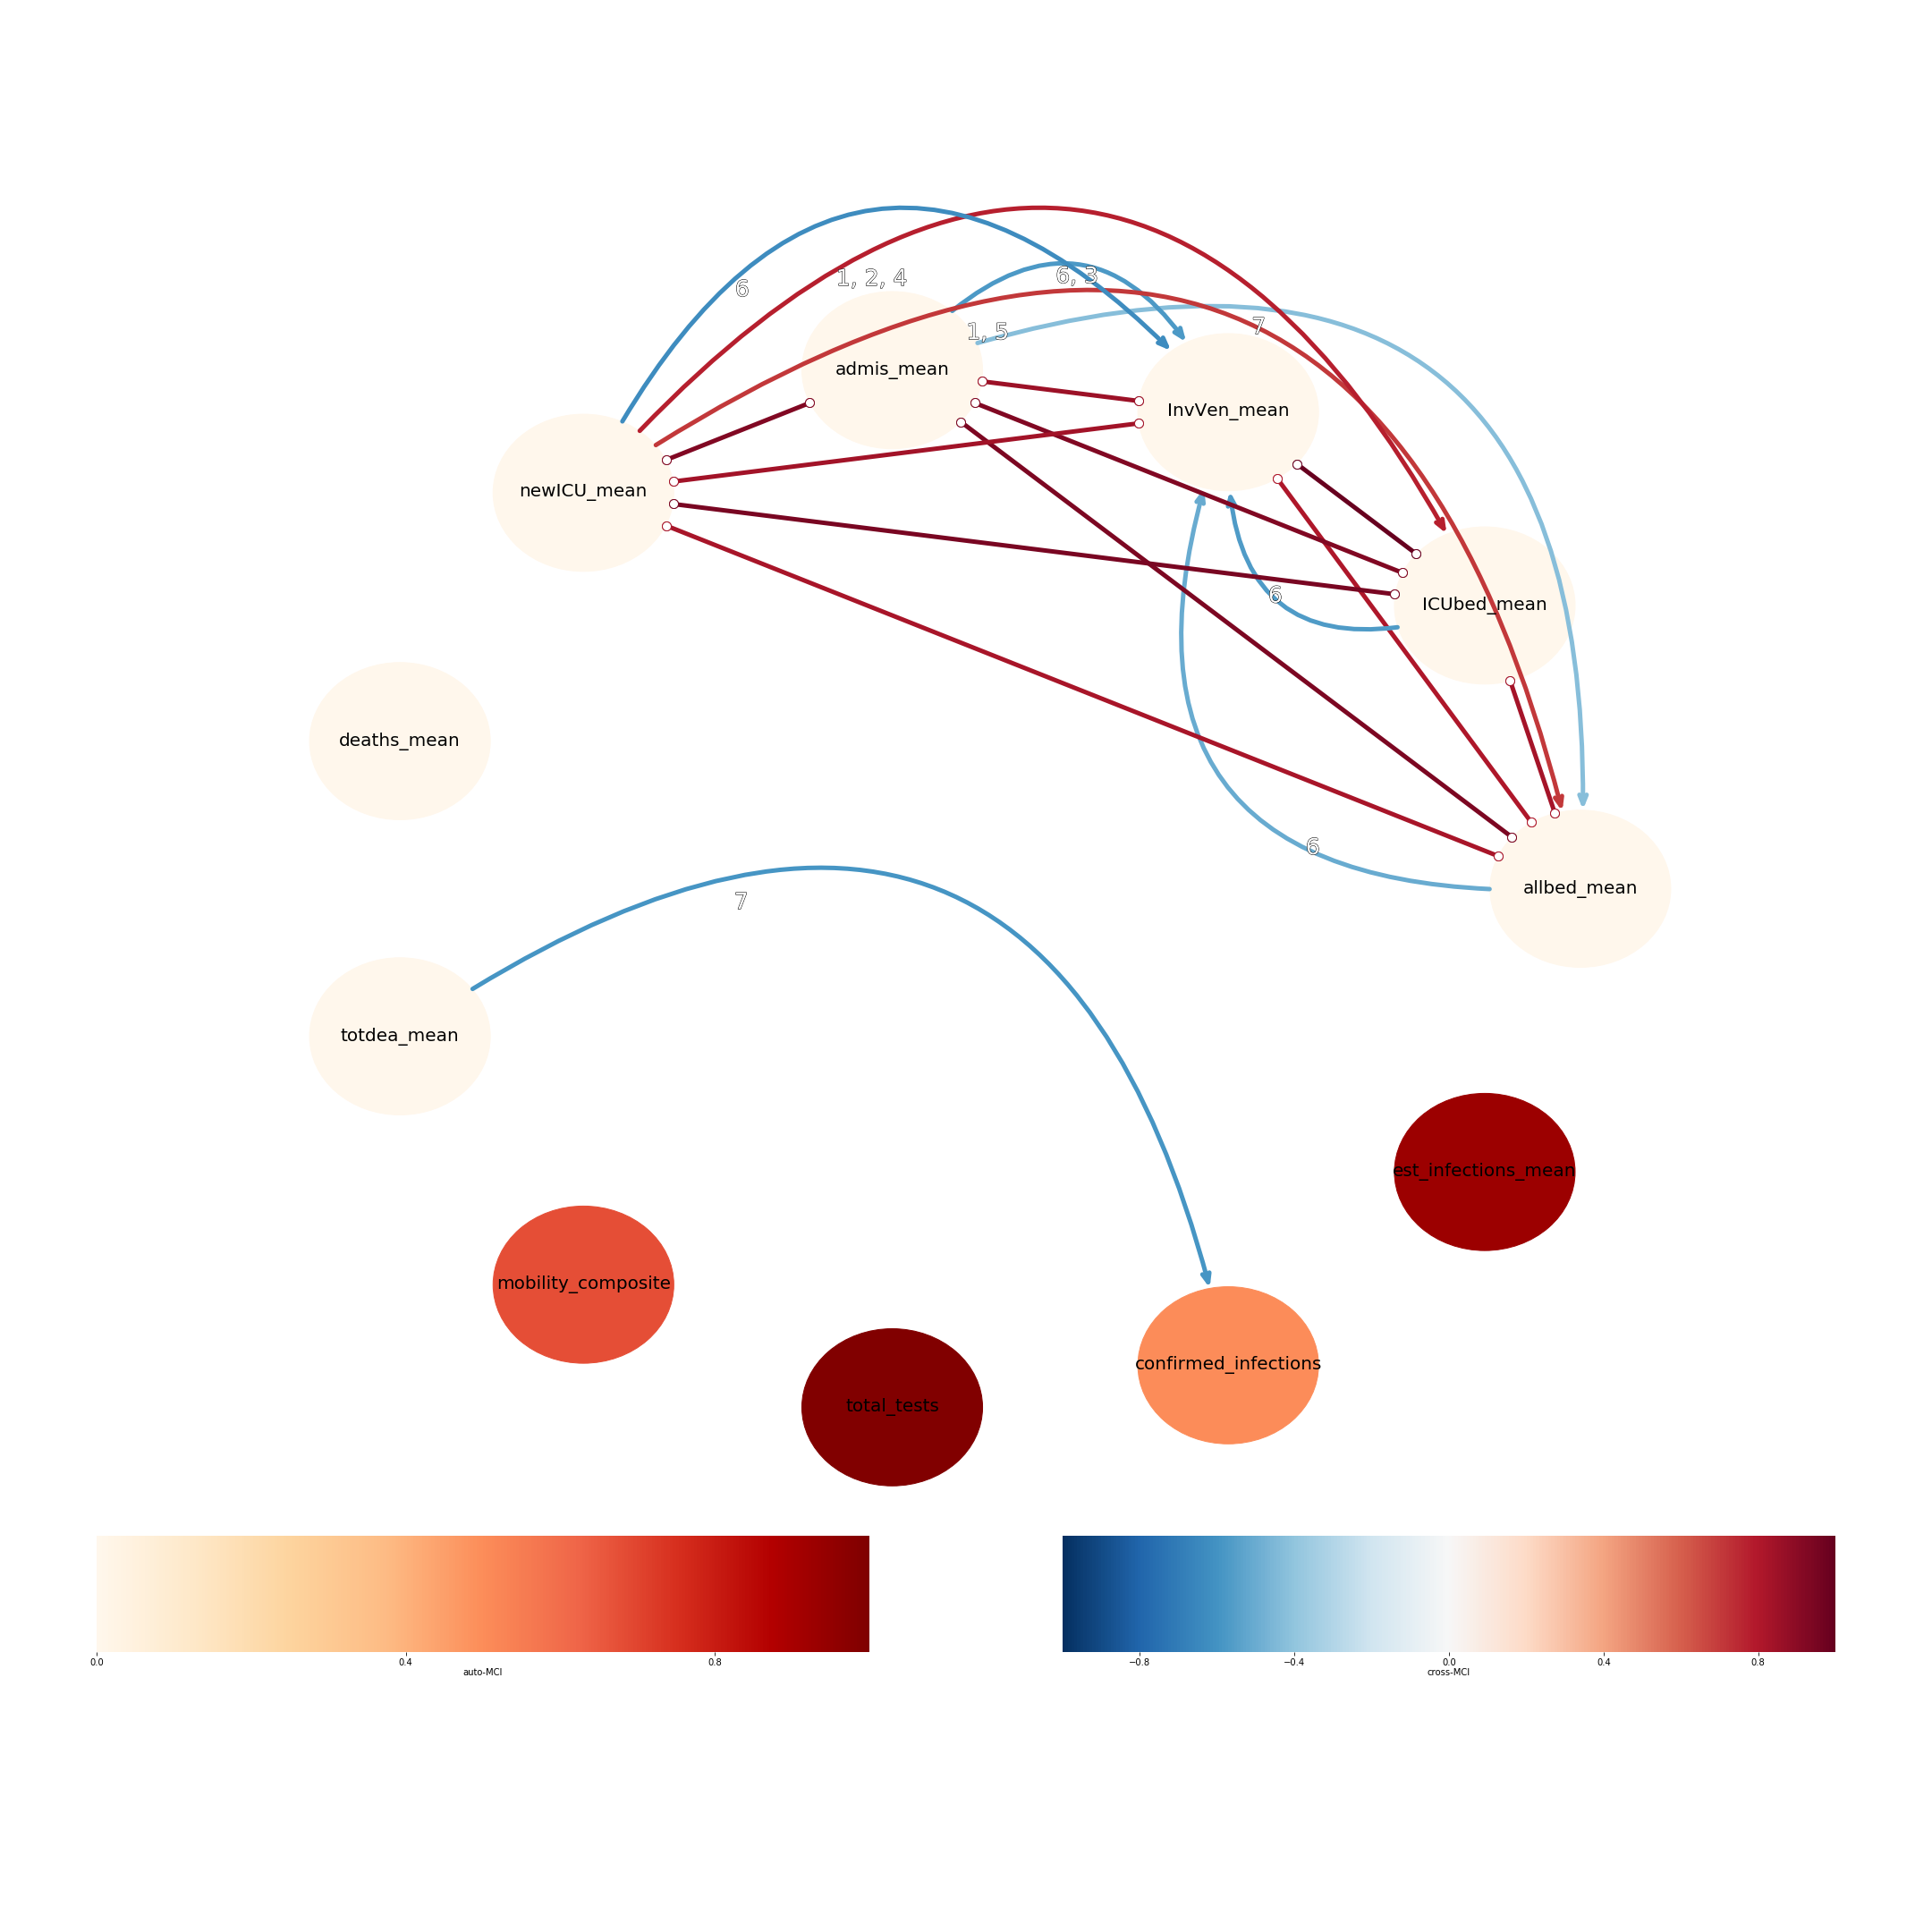 6
1, 2, 4
6, 3
1, 5
7
admis_mean
InvVen_mean
newICU_mean
6
ICUbed_mean
deaths_mean
6
allbed_mean
7
totdea_mean
est_infections_mean
mobility_composite
confirmed_infections
total_tests
0.0 0.4 0.8
auto-MCI
−0.8 −0.4 0.0 0.4 0.8
cross-MCI